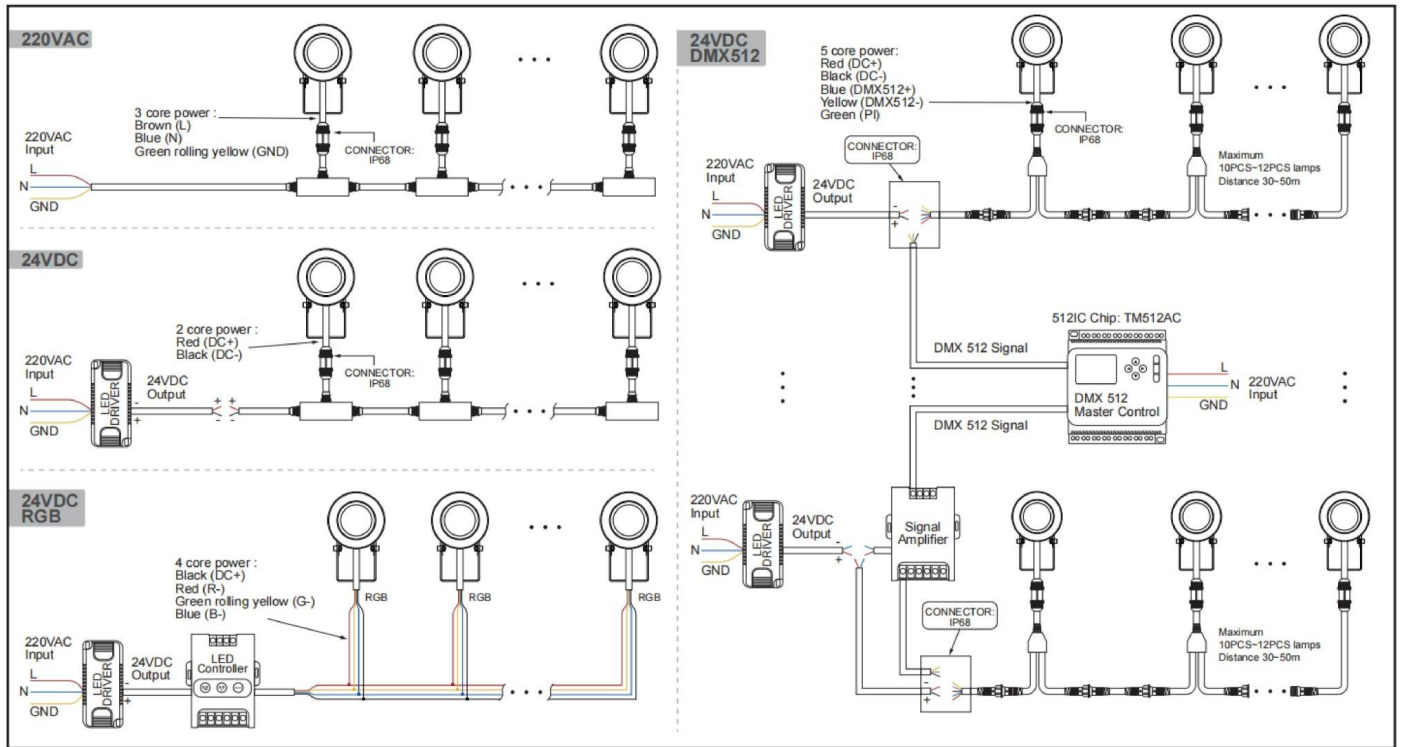 220VAC
3 core power :
Brown (L)
Blue (N)
Green rolling yellow (GND)
CONNECTOR:
IP68
220VAC
Input
L
N
GND
24VDC
2 core power :
Red (DC+)
Black (DC-)
CONNECTOR:
IP68
220VAC
Input
L
N
GND
LED
DRIVER
24VDC
Output
-
+
+ +
- -
24VDC
RGB
4 core power :
Black (DC+)
Red (R-)
Green rolling yellow (G-)
Blue (B-)
RGB
RGB
RGB
220VAC
Input
L
N
GND
LED
DRIVER
24VDC
Output
-
+
LED
Controller
24VDC
DMX512
5 core power:
Red (DC+)
Black (DC-)
Blue (DMX512+)
Yellow (DMX512-)
Green (PI)
CONNECTOR:
IP68
CONNECTOR:
IP68
220VAC
Input
L
N
GND
LED
DRIVER
24VDC
Output
-
+
Maximum
10PCS~12PCS lamps
Distance 30~50m
512IC Chip: TM512AC
DMX 512 Signal
DMX 512
Master Control
L
N
GND
220VAC
Input
DMX 512 Signal
220VAC
Input
L
N
GND
LED
DRIVER
24VDC
Output
-
+
Signal
Amplifier
CONNECTOR:
IP68
-
+
Maximum
10PCS~12PCS lamps
Distance 30~50m